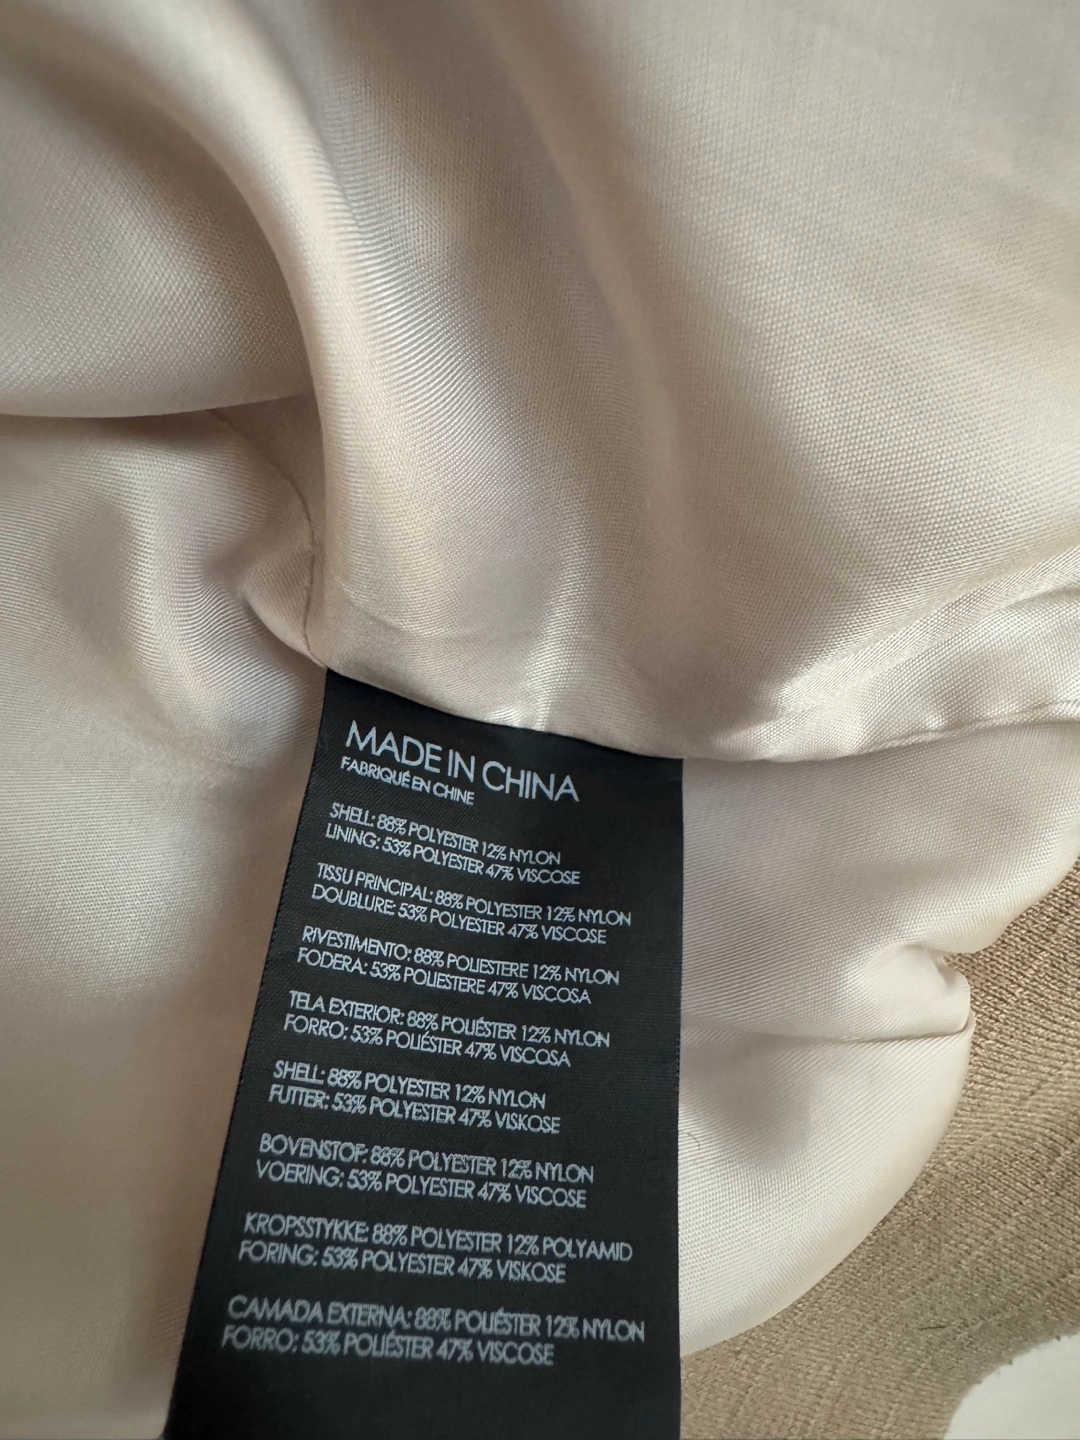 MADE IN CHINA
FABRIQUÉ EN CHINE
SHELL: 88% POLYESTER 12% NYLON
LINING: 53% POLYESTER 47% VISCOSE
TISSU PRINCIPAL: 88% POLYESTER 12% NYLON
DOUBLURE: 53% POLYESTER 47% VISCOSE
RIVESTIMENTO: 88% POLIESTERE 12% NYLON
FODERA: 53% POLIESTERE 47% VISCOSA
TELA EXTERIOR: 88% POLIÉSTER 12% NYLON
FORRO: 53% POLIÉSTER 47% VISCOSA
SHELL: 88% POLYESTER 12% NYLON
FUTTER: 53% POLYESTER 47% VISKOSE
BOVENSTOF: 88% POLYESTER 12% NYLON
VOERING: 53% POLYESTER 47% VISCOSE
KROPSSTYKKE: 88% POLYESTER 12% POLYAMID
FORING: 53% POLYESTER 47% VISKOSE
CAMADA EXTERNA: 88% POLIÉSTER 12% NYLON
FORRO: 53% POLIÉSTER 47% VISCOSE